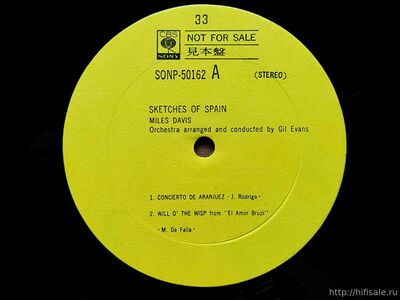 33
CBS
SONY
NOT FOR SALE
見本盤
SONP-50162 A (STEREO)
SKETCHES OF SPAIN
MILES DAVIS
Orchestra arranged and conducted by Gil Evans
1. CONCIERTO DE ARANJUEZ - J. Rodrigo -
2. WILL O' THE WISP from "El Amor Brujo"
- M. De Falla -
http://hifisale.ru